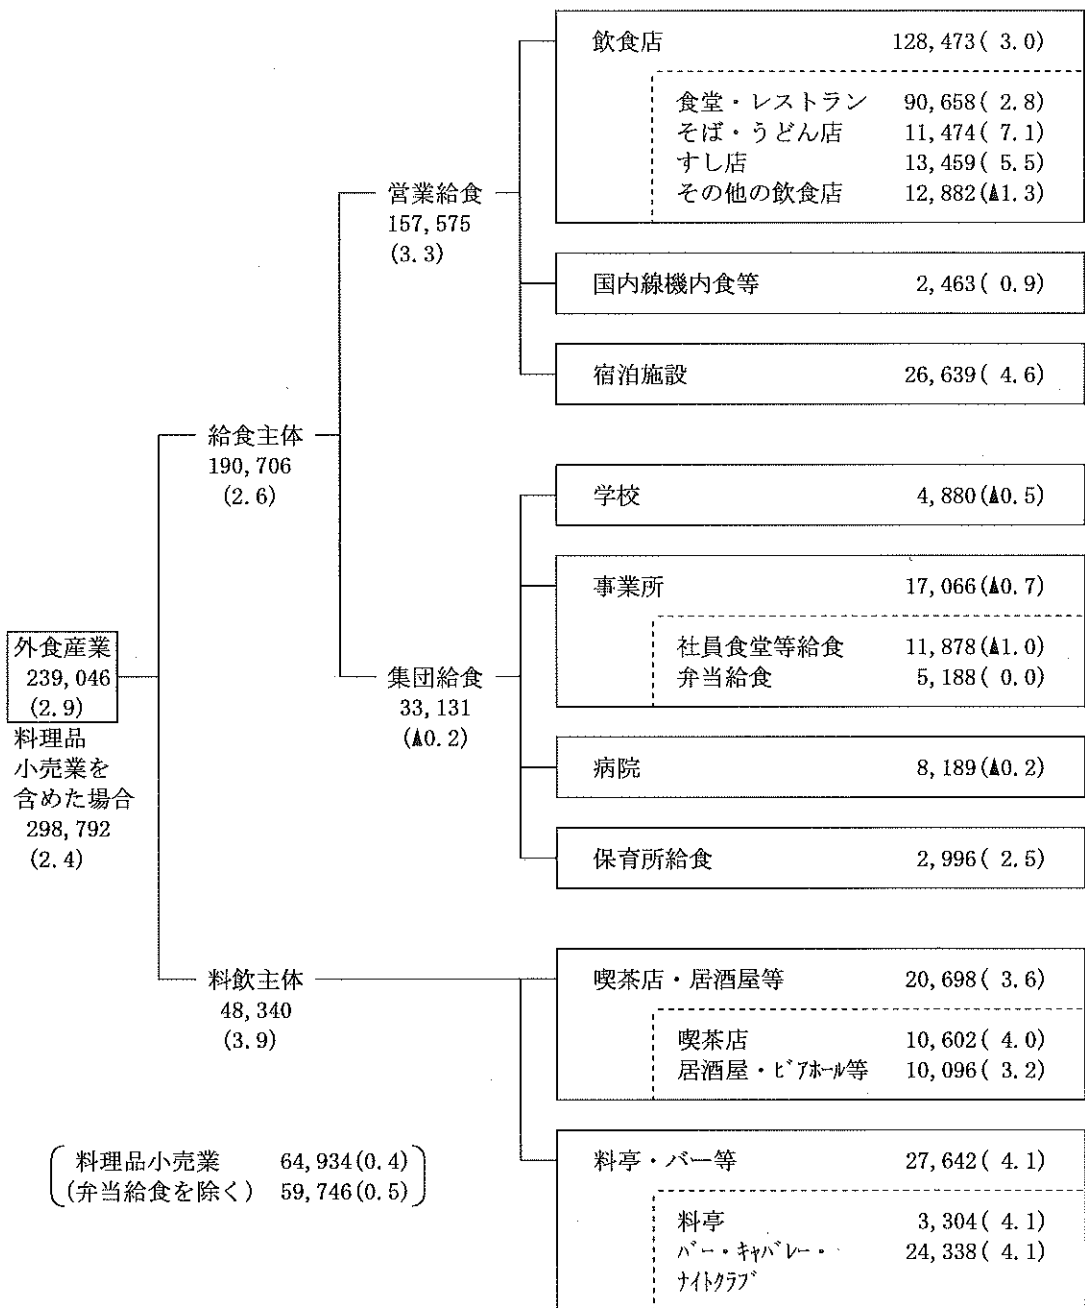 外食産業
239,046
(2.9)
料理品
小売業を
含めた場合
298,792
(2.4)
給食主体
190,706
(2.6)
営業給食
157,575
(3.3)
飲食店 128,473( 3.0)
食堂・レストラン 90,658( 2.8)
そば・うどん店 11,474( 7.1)
すし店 13,459( 5.5)
その他の飲食店 12,882(▲1.3)
国内線機内食等 2,463( 0.9)
宿泊施設 26,639( 4.6)
集団給食
33,131
(▲0.2)
学校 4,880(▲0.5)
事業所 17,066(▲0.7)
社員食堂等給食 11,878(▲1.0)
弁当給食 5,188( 0.0)
病院 8,189(▲0.2)
保育所給食 2,996( 2.5)
料飲主体
48,340
(3.9)
喫茶店・居酒屋等 20,698( 3.6)
喫茶店 10,602( 4.0)
居酒屋・ビアホール等 10,096( 3.2)
料亭・バー等 27,642( 4.1)
料亭 3,304( 4.1)
バー・キャバレー・ 24,338( 4.1)
ナイトクラブ
料理品小売業 64,934(0.4)
(弁当給食を除く) 59,746(0.5)